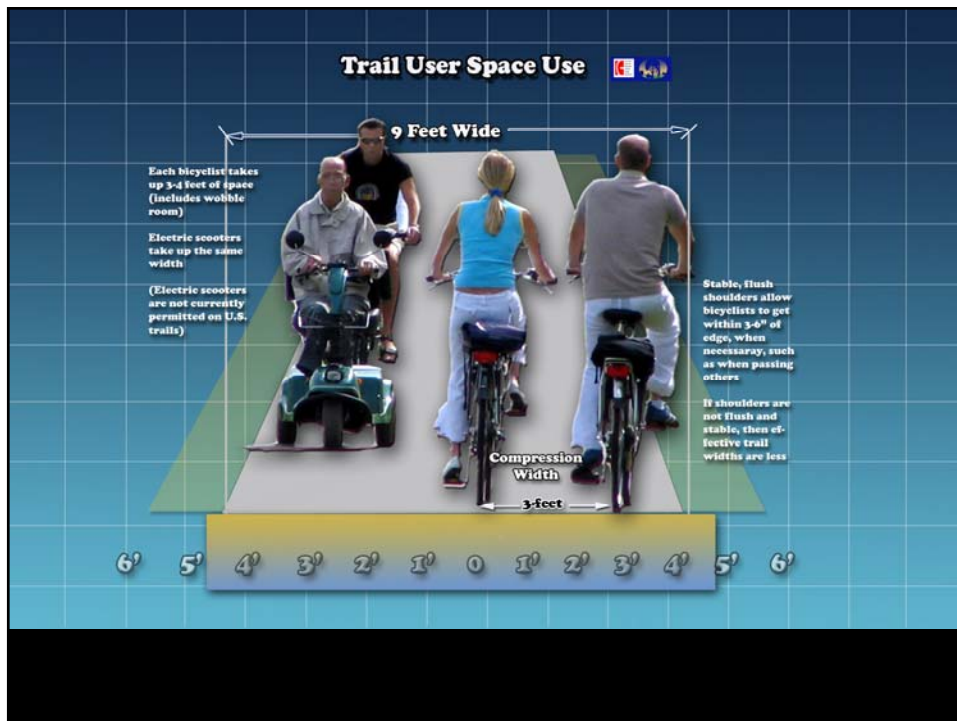 Trail User Space Use
9 Feet Wide
Each bicyclist takes
up 3-4 feet of space
(includes wobble
room)
Electric scooters
take up the same
width
(Electric scooters
are not currently
permitted on U.S.
trails)
Stable, flush
shoulders allow
bicyclists to get
within 3-6" of
edge, when
necessaray, such
as when passing
others
If shoulders are
not flush and
stable, then ef-
fective trail
widths are less
Compression
Width
3-feet
6' 5' 4' 3' 2' 1' 0 1' 2' 3' 4' 5' 6'